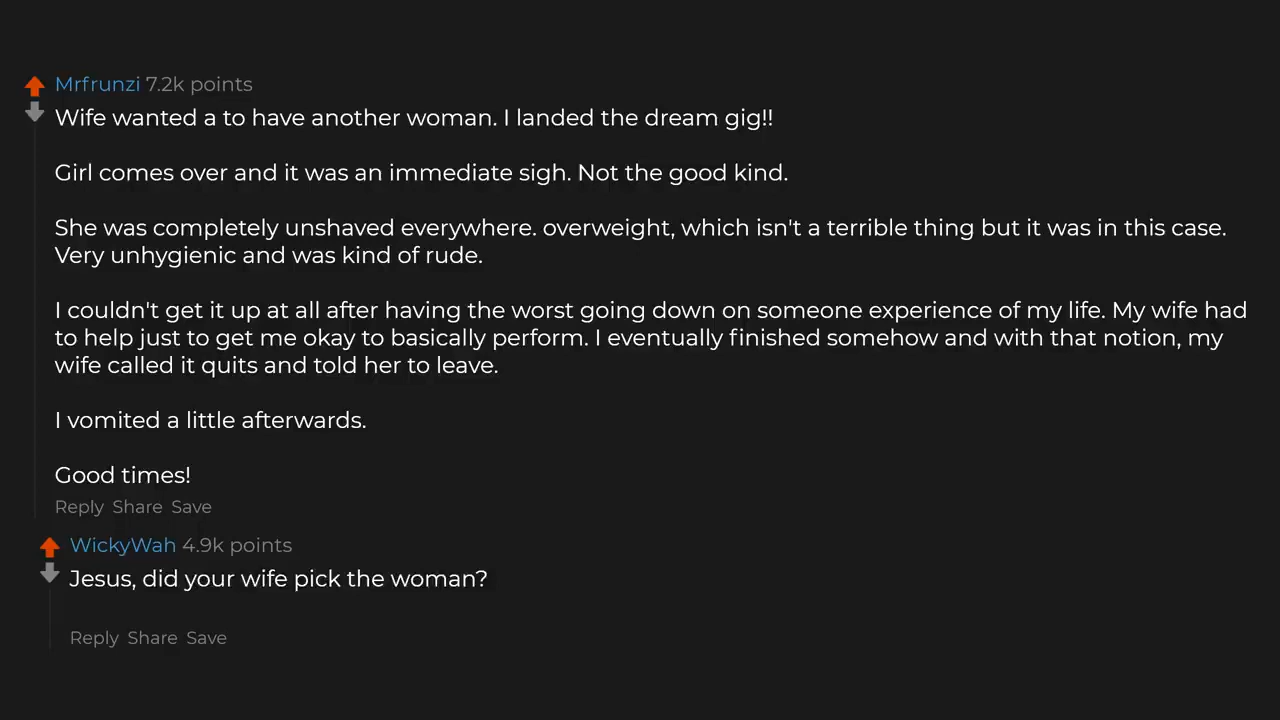 Mrfrunzi 7.2k points
Wife wanted a to have another woman. I landed the dream gig!!
Girl comes over and it was an immediate sigh. Not the good kind.
She was completely unshaved everywhere. overweight, which isn't a terrible thing but it was in this case.
Very unhygienic and was kind of rude.
I couldn't get it up at all after having the worst going down on someone experience of my life. My wife had
to help just to get me okay to basically perform. I eventually finished somehow and with that notion, my
wife called it quits and told her to leave.
I vomited a little afterwards.
Good times!
Reply Share Save
WickyWah 4.9k points
Jesus, did your wife pick the woman?
Reply Share Save